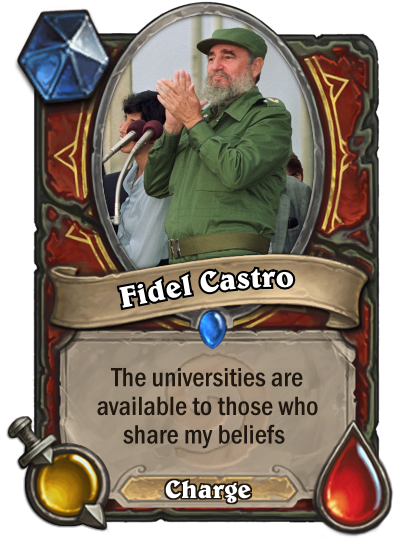 Fidel Castro
The universities are
available to those who
share my beliefs
Charge